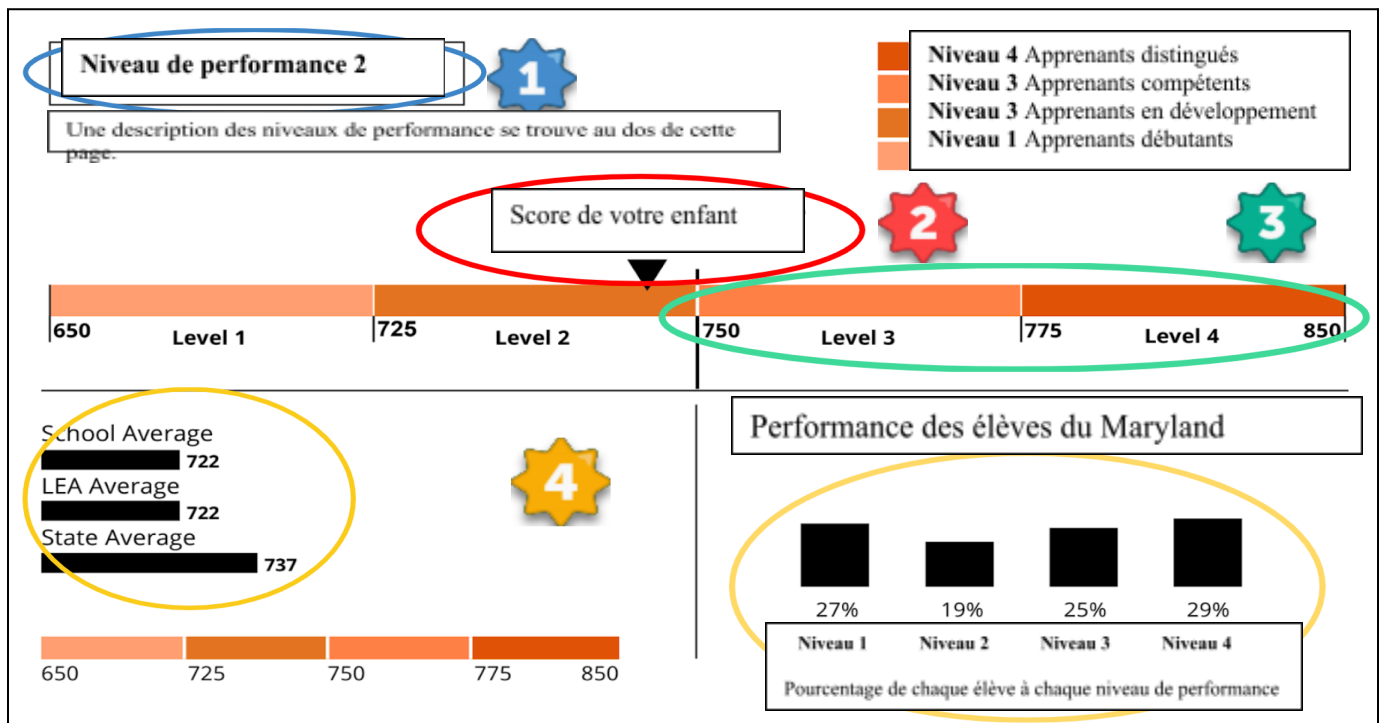 Niveau de performance 2
1
Une description des niveaux de performance se trouve au dos de cette
page.
Niveau 4 Apprenants distingués
Niveau 3 Apprenants compétents
Niveau 3 Apprenants en développement
Niveau 1 Apprenants débutants
Score de votre enfant
2
3
650 Level 1 725 Level 2 750 Level 3 775 Level 4 850
School Average
722
LEA Average
722
State Average
737
4
650 725 750 775 850
Performance des élèves du Maryland
27% 19% 25% 29%
Niveau 1 Niveau 2 Niveau 3 Niveau 4
Pourcentage de chaque élève à chaque niveau de performance